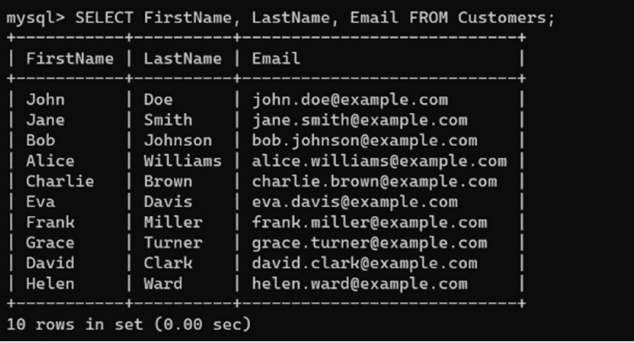 mysql> SELECT FirstName, LastName, Email FROM Customers;
+-----------+----------+----------------------------+
| FirstName | LastName | Email                      |
+-----------+----------+----------------------------+
| John      | Doe      | john.doe@example.com       |
| Jane      | Smith    | jane.smith@example.com     |
| Bob       | Johnson  | bob.johnson@example.com    |
| Alice     | Williams | alice.williams@example.com |
| Charlie   | Brown    | charlie.brown@example.com  |
| Eva       | Davis    | eva.davis@example.com      |
| Frank     | Miller   | frank.miller@example.com   |
| Grace     | Turner   | grace.turner@example.com   |
| David     | Clark    | david.clark@example.com    |
| Helen     | Ward     | helen.ward@example.com     |
+-----------+----------+----------------------------+
10 rows in set (0.00 sec)